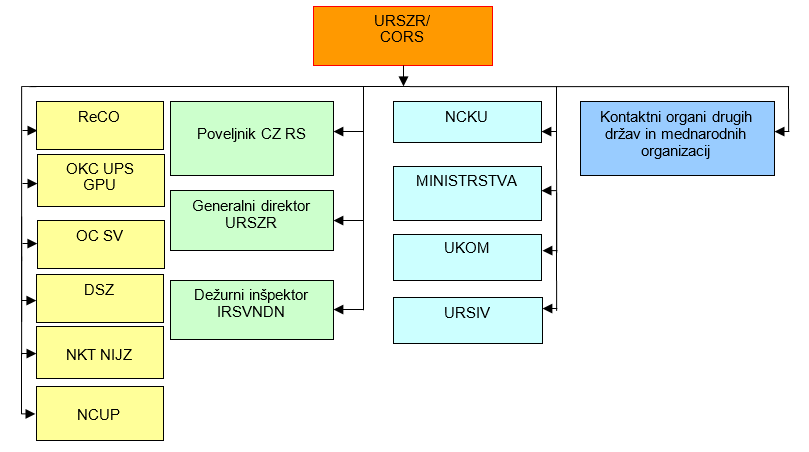 URSZR/
CORS
ReCO
OKC UPS
GPU
OC SV
DSZ
NKT NIJZ
NCUP
Poveljnik CZ RS
Generalni direktor
URSZR
Dežurni inšpektor
IRSVNDN
NCKU
MINISTRSTVA
UKOM
URSIV
Kontaktni organi drugih
držav in mednarodnih
organizacij